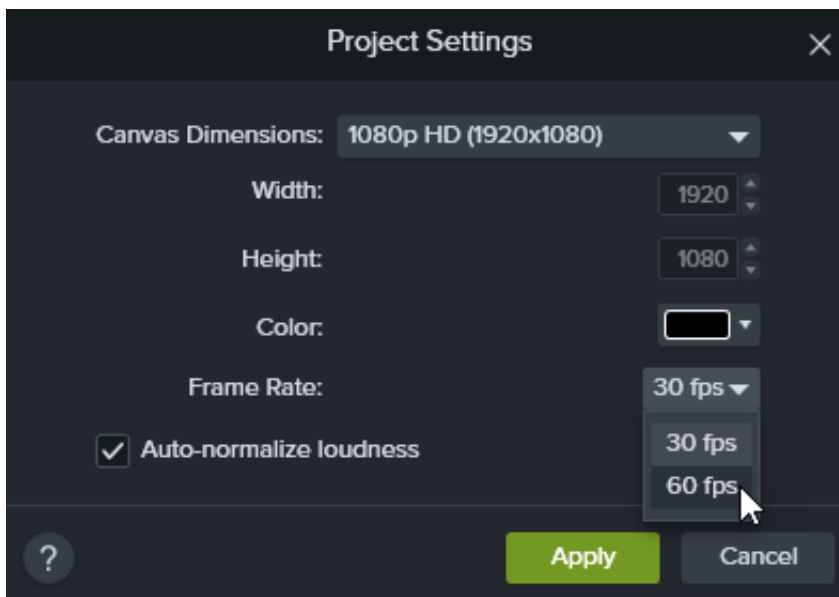 Project Settings
Canvas Dimensions: 1080p HD (1920x1080)
Width: 1920
Height: 1080
Color:
Frame Rate: 30 fps
30 fps
60 fps
Auto-normalize loudness
? Apply Cancel